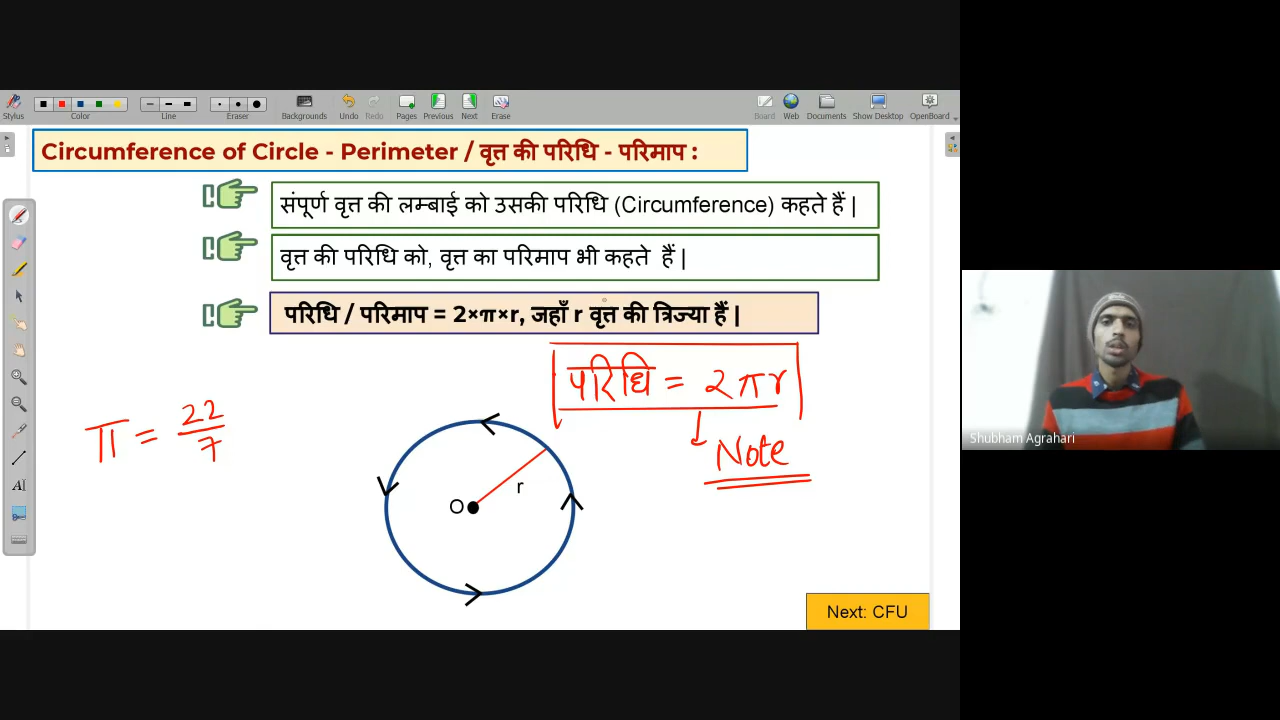 Stylus
Color
Line
Eraser
Backgrounds
Undo
Redo
Pages
Previous
Next
Erase
Board
Web
Documents
Show Desktop
OpenBoard
Circumference of Circle - Perimeter / वृत्त की परिधि - परिमाप :
संपूर्ण वृत्त की लम्बाई को उसकी परिधि (Circumference) कहते हैं |
वृत्त की परिधि को, वृत्त का परिमाप भी कहते हैं |
परिधि / परिमाप = 2×π×r, जहाँ r वृत्त की त्रिज्या हैं |
परिधि = 2πr
Note
π = 22/7
r
O
Next: CFU
Shubham Agrahari